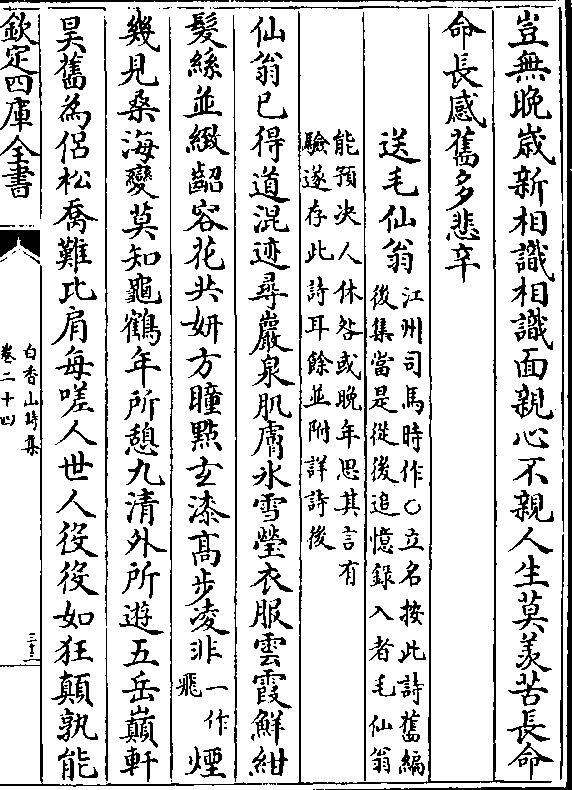 豈無晩歲新相識相識面親心不親人生莫羨苦長命
命長感舊多悲辛
送毛仙翁
江州司馬時作○立名按此詩舊編
後集當是從後追憶錄入者毛仙翁
能預决人休咎或晩年思其言有
驗遂存此詩耳餘並附詳詩後
仙翁已得道混迹尋巖泉肌膚冰雪瑩衣服雲霞鮮紺
髮絲並緻齠容花共妍方瞳㸃玄漆髙步凌非
一作
飛
煙
幾見桑海變莫知龜鶴年所憩九清外所遊五岳巔軒
昊舊為侣松喬難比肩每嗟人世人役役如狂顛孰能
欽定四庫全書
白香山詩集
卷二十四
三十三